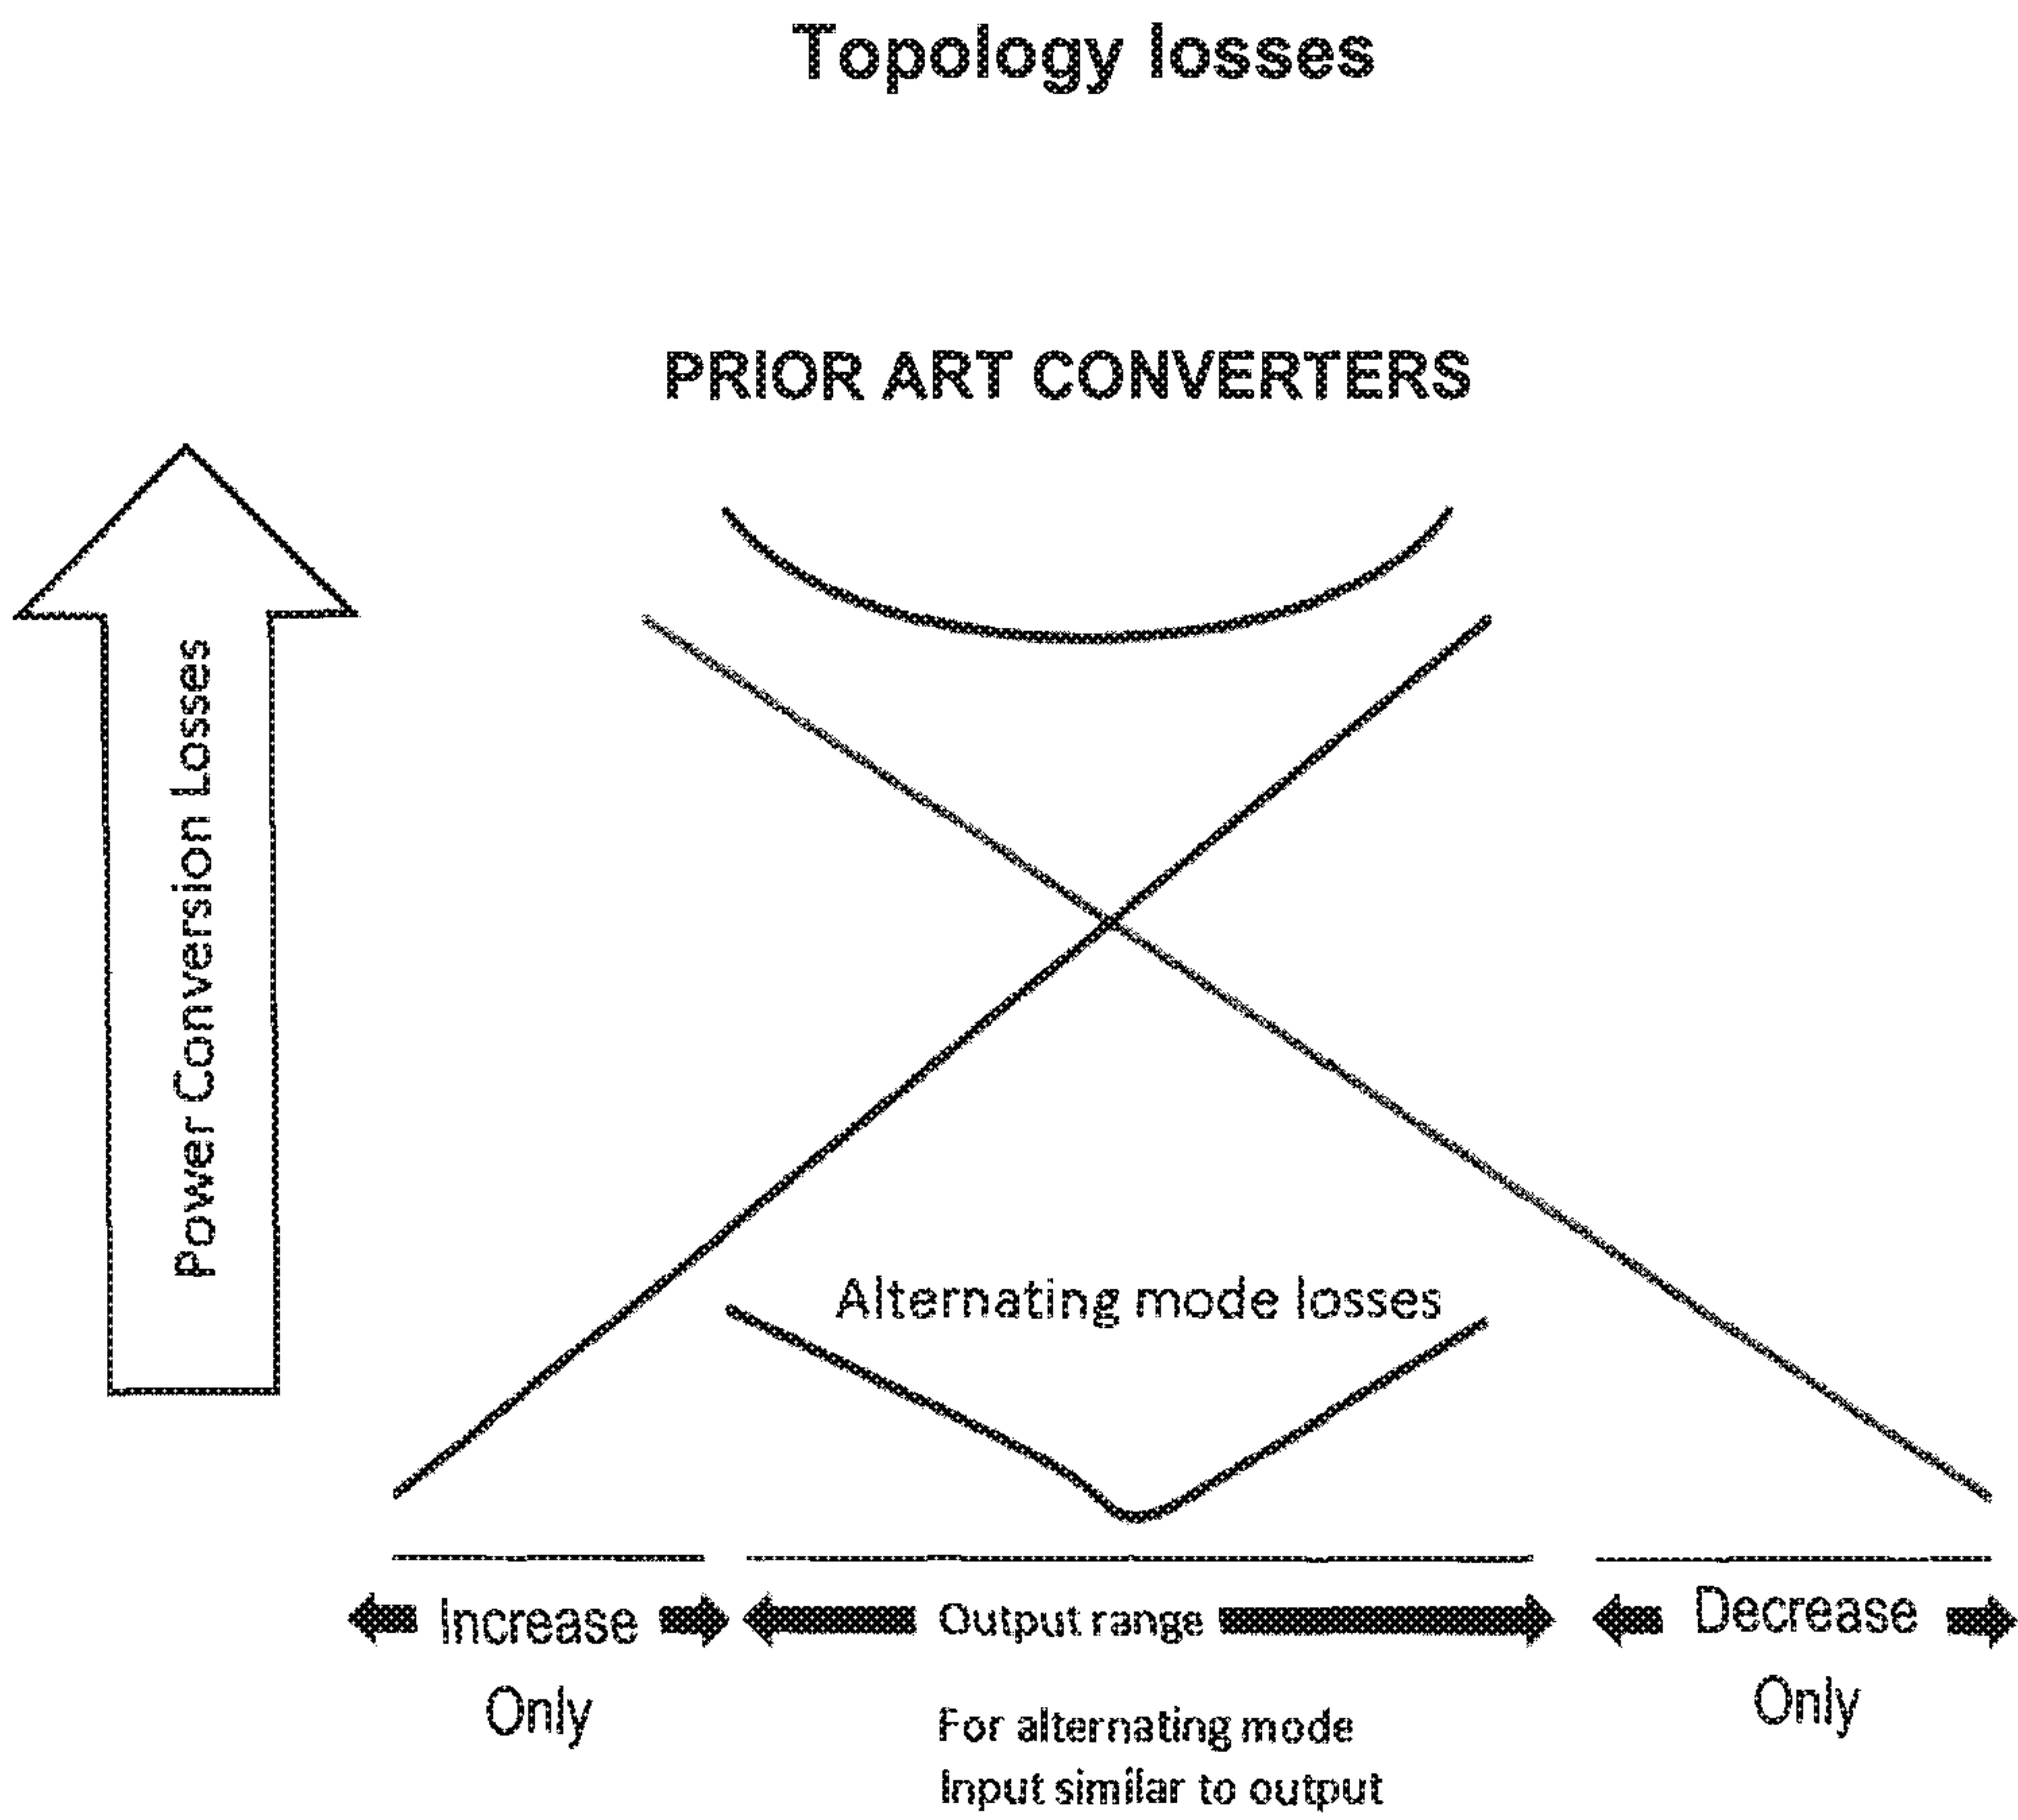 Topology losses
PRIOR ART CONVERTERS
Power Conversion Losses
Alternating mode losses
Increase
Only
Output range
For alternating mode
Input similar to output
Decrease
Only